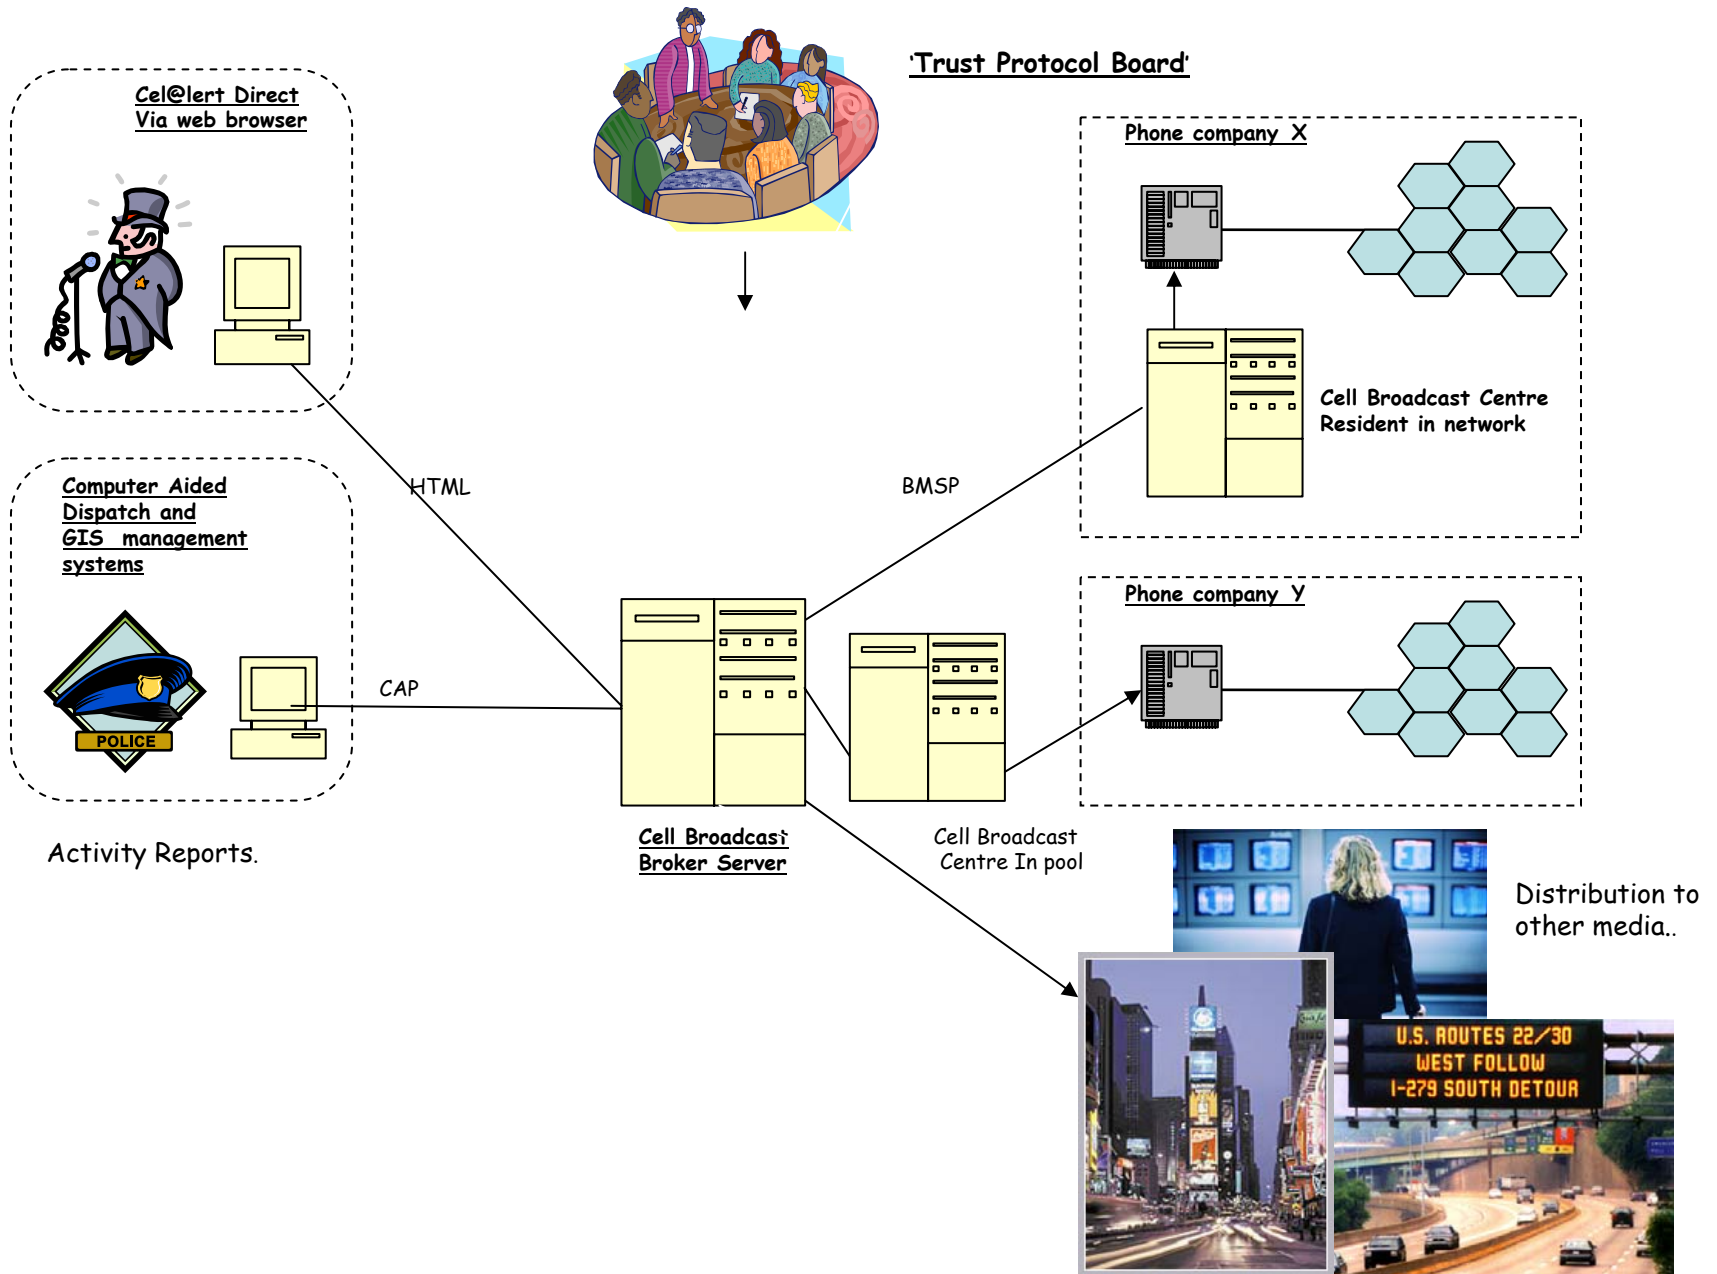 'Trust Protocol Board'
Cel@lert Direct
Via web browser
Phone company X
Cell Broadcast Centre
Resident in network
HTML
BMSP
Computer Aided
Dispatch and
GIS management
systems
POLICE
CAP
Phone company Y
Cell Broadcast
Broker Server
Cell Broadcast
Centre In pool
Activity Reports.
Distribution to
other media..
U.S. ROUTES 22/30
WEST FOLLOW
I-279 SOUTH DETOUR